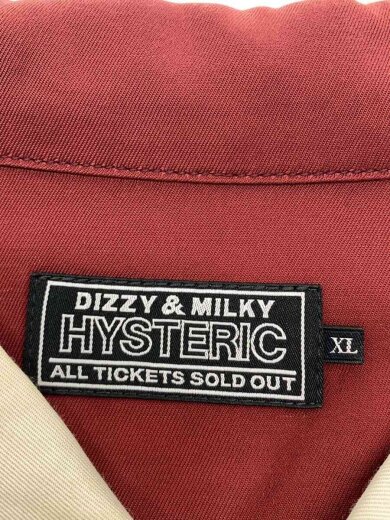 DIZZY & MILKY
HYSTERIC
ALL TICKETS SOLD OUT
XL